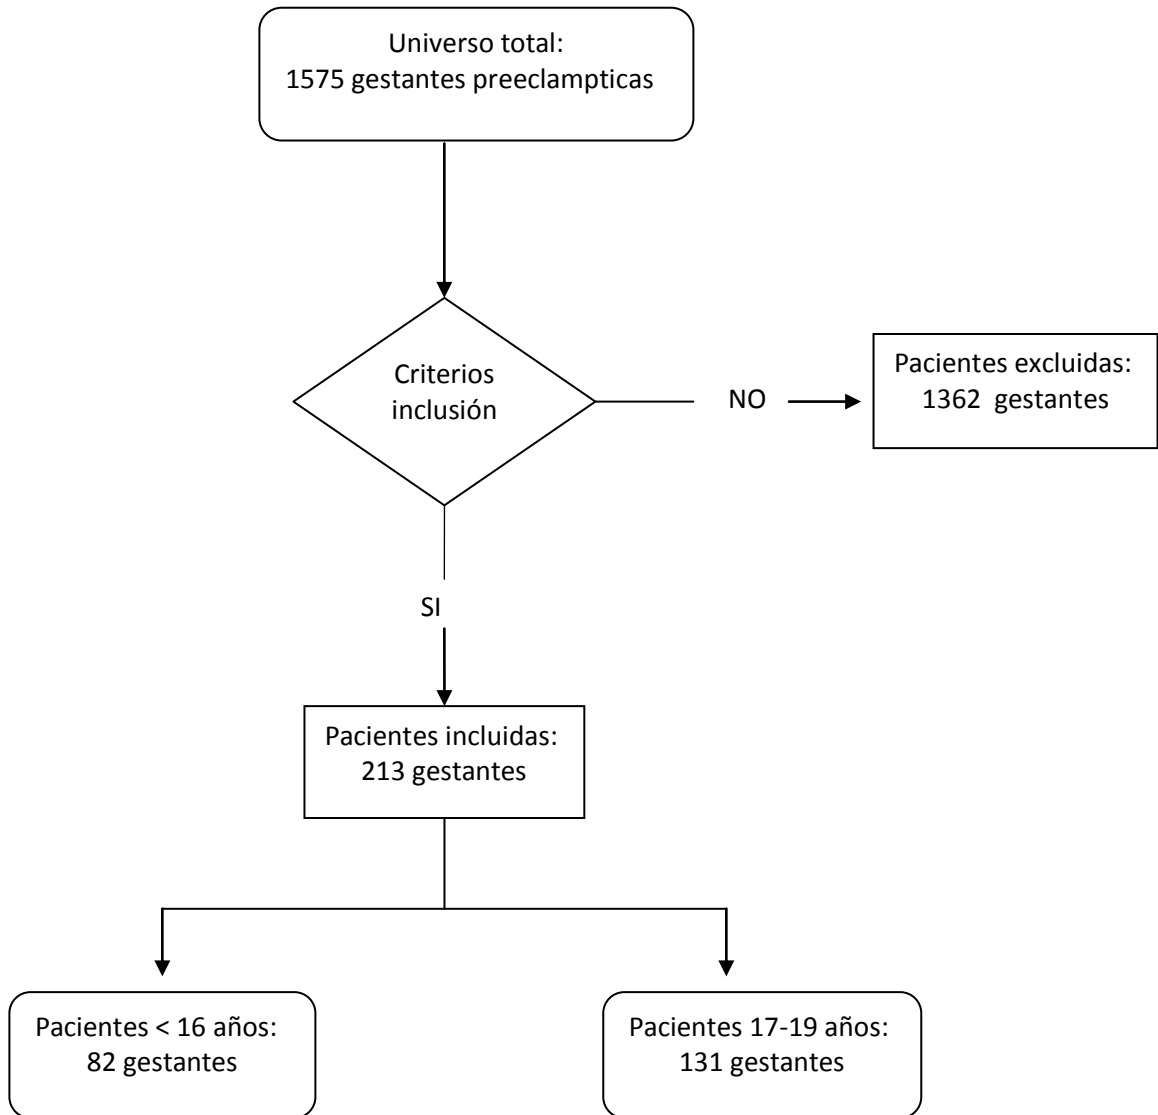 Universo total:
1575 gestantes preeclampticas
Criterios
inclusión
NO
Pacientes excluidas:
1362 gestantes
SI
Pacientes incluidas:
213 gestantes
Pacientes < 16 años:
82 gestantes
Pacientes 17-19 años:
131 gestantes